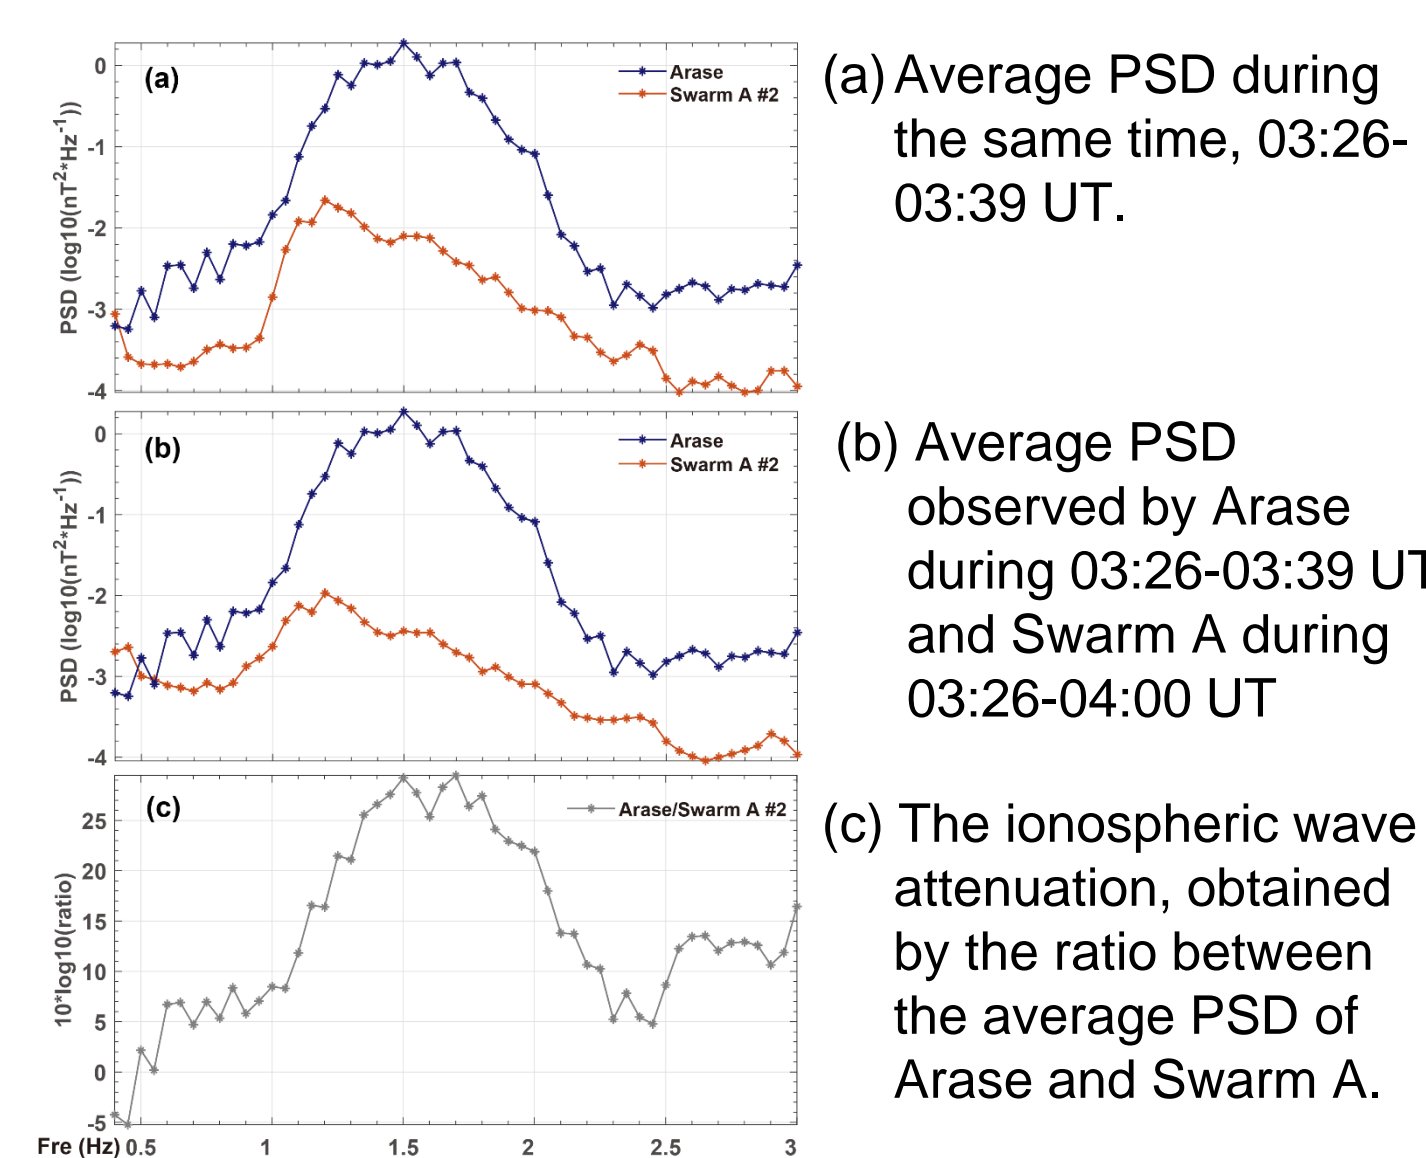 (a)
Arase
Swarm A #2
0
-1
-2
-3
-4
PSD (log10(nT2*Hz-1))
(a) Average PSD during
the same time, 03:26-
03:39 UT.
(b)
Arase
Swarm A #2
0
-1
-2
-3
-4
PSD (log10(nT2*Hz-1))
(b) Average PSD
observed by Arase
during 03:26-03:39 UT
and Swarm A during
03:26-04:00 UT
(c)
Arase/Swarm A #2
25
20
15
10
5
0
-5
10*log10(ratio)
Fre (Hz) 0.5 1 1.5 2 2.5 3
(c) The ionospheric wave
attenuation, obtained
by the ratio between
the average PSD of
Arase and Swarm A.